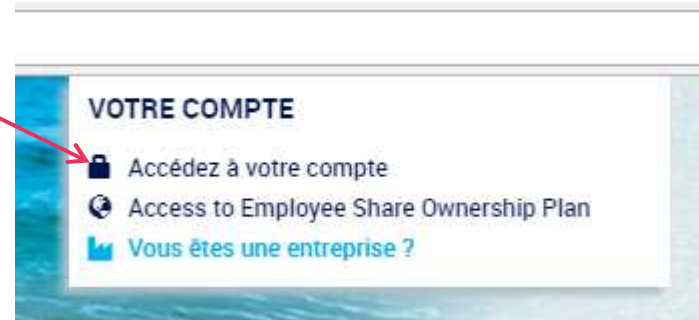 VOTRE COMPTE
Accédez à votre compte
Access to Employee Share Ownership Plan
Vous êtes une entreprise ?